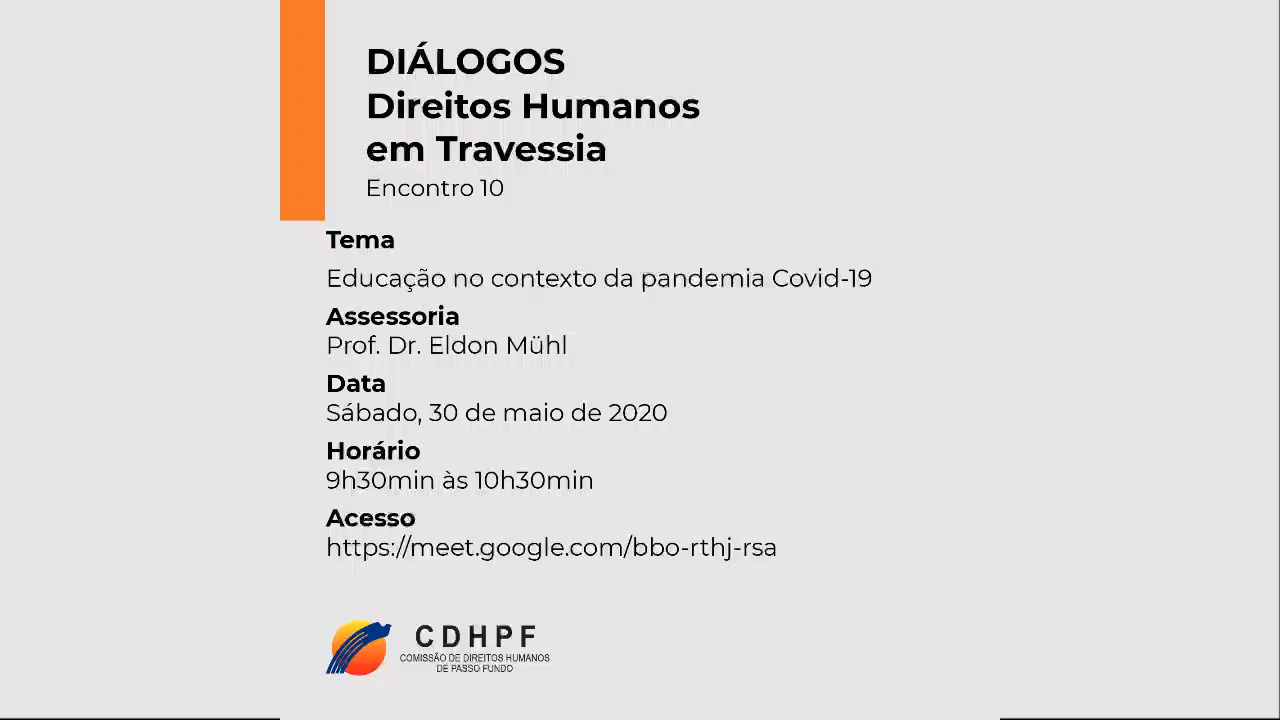 DIÁLOGOS
Direitos Humanos
em Travessia
Encontro 10
Tema
Educação no contexto da pandemia Covid-19
Assessoria
Prof. Dr. Eldon Mühl
Data
Sábado, 30 de maio de 2020
Horário
9h30min às 10h30min
Acesso
https://meet.google.com/bbo-rthj-rsa
CDHPF
COMISSÃO DE DIREITOS HUMANOS
DE PASSO FUNDO